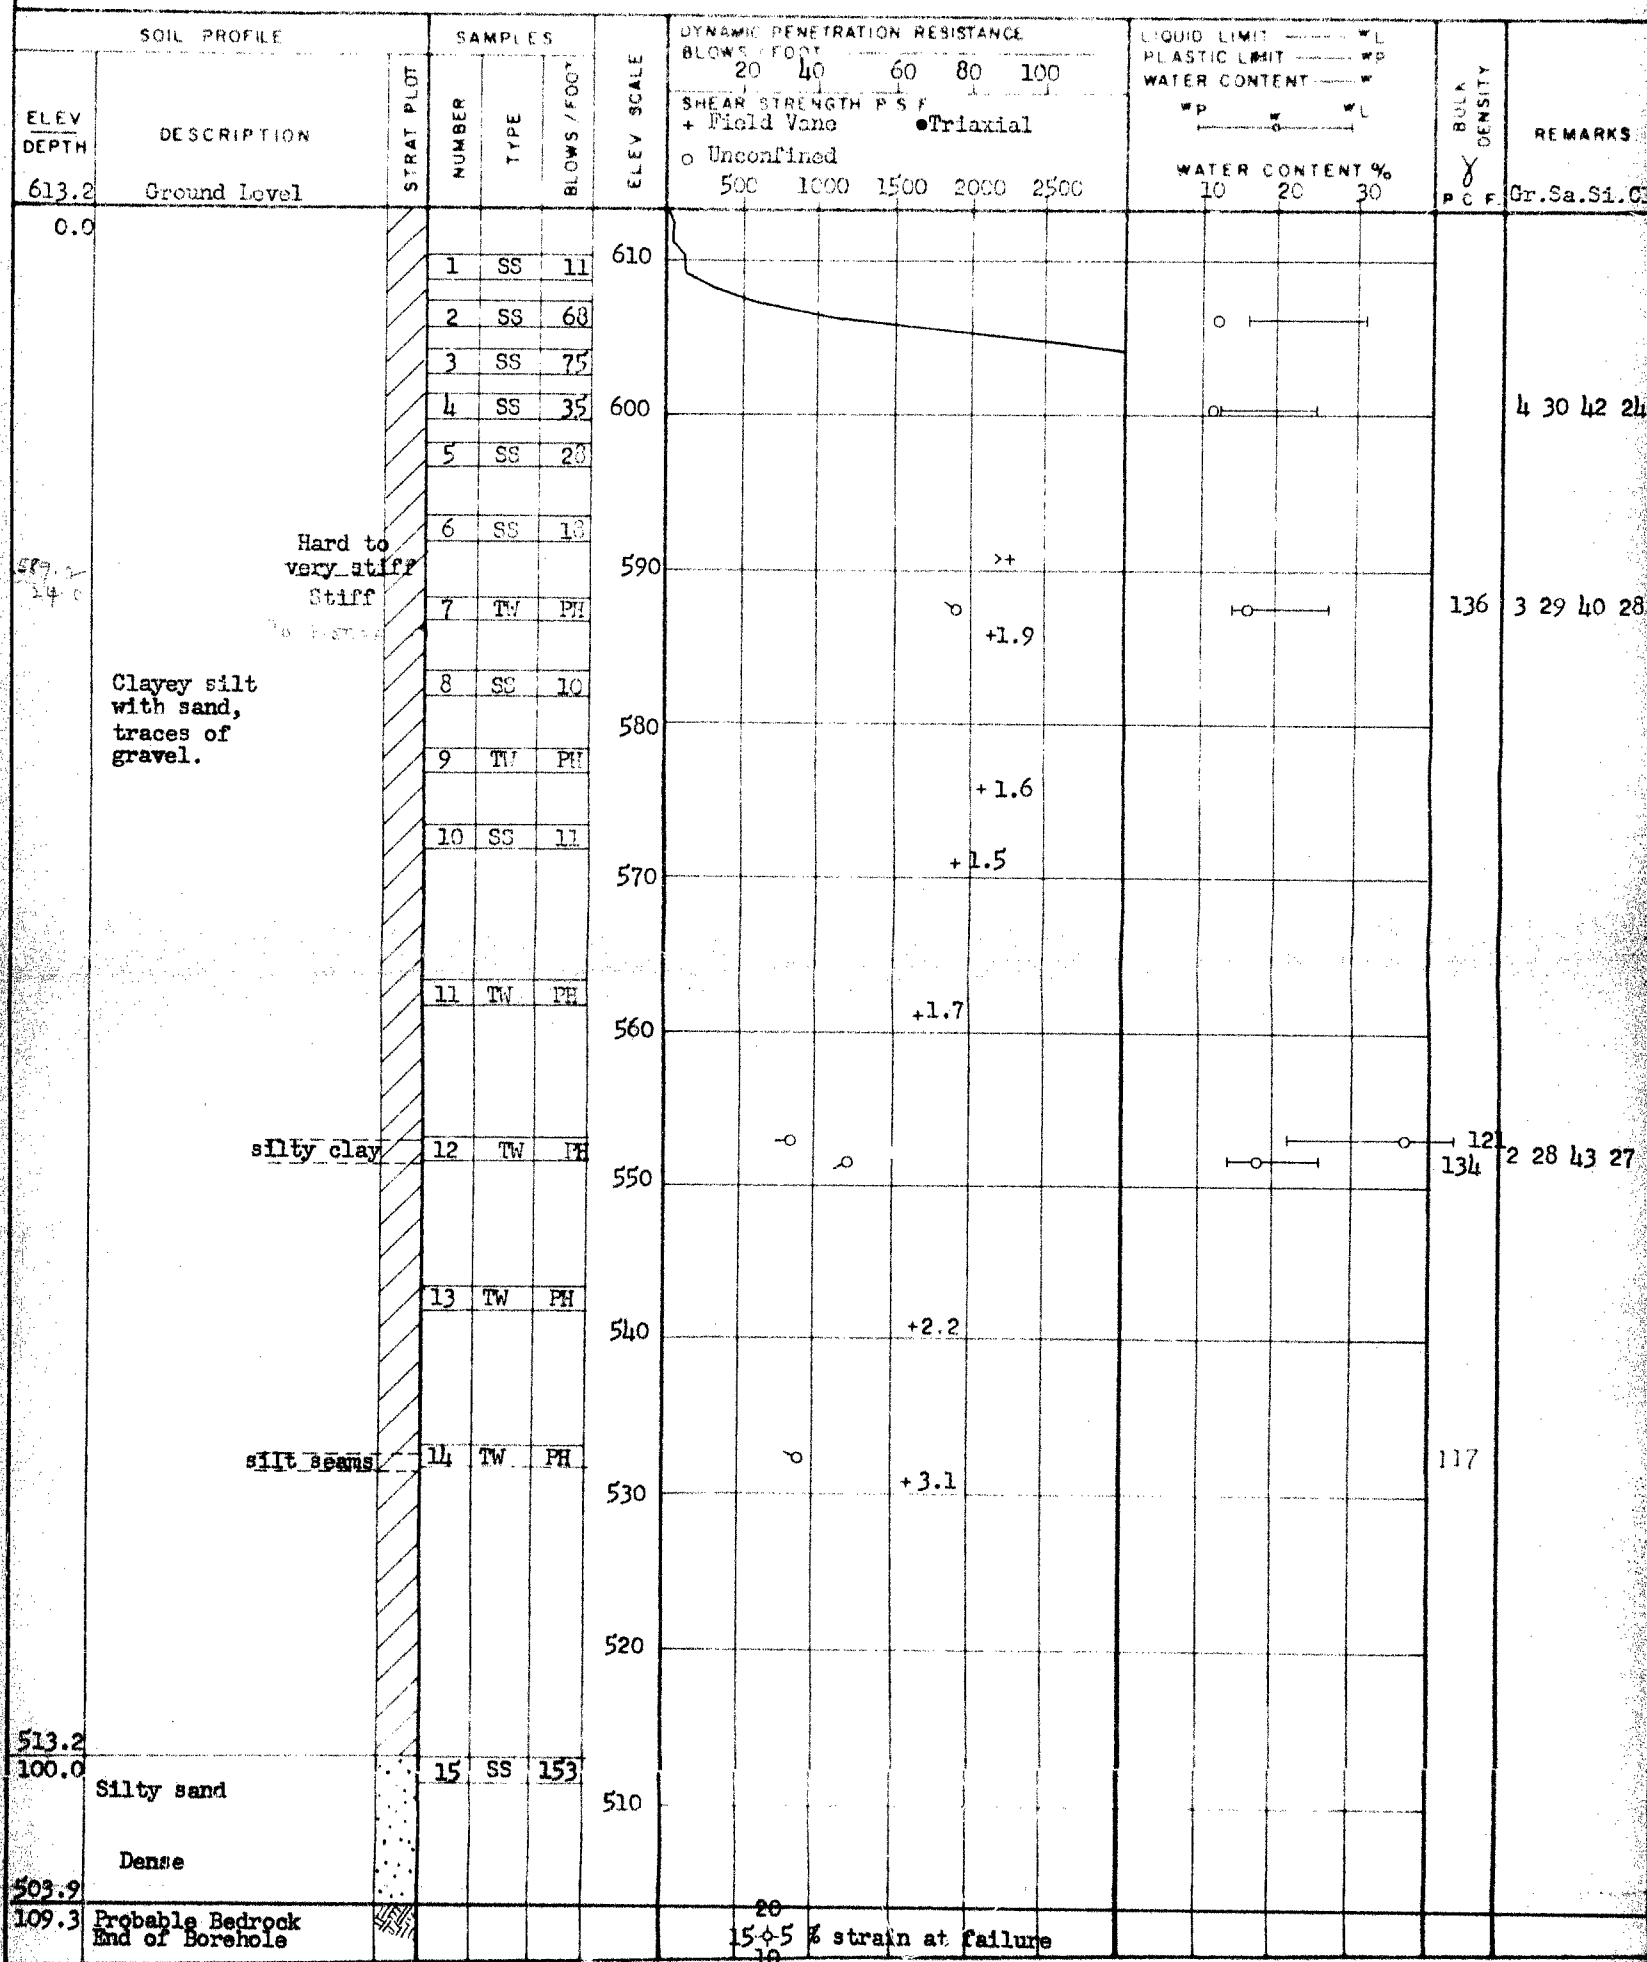 SOIL PROFILE
SAMPLES
ELEV
DEPTH
DESCRIPTION
STRAT PLOT
NUMBER
TYPE
BLOWS / FOOT
ELEV SCALE
DYNAMIC PENETRATION RESISTANCE
BLOWS / FOOT
20 40 60 80 100
SHEAR STRENGTH P S F
+ Field Vane ●Triaxial
o Unconfined
500 1000 1500 2000 2500
LIQUID LIMIT ——— wL
PLASTIC LIMIT ——— wP
WATER CONTENT ——— w
wP w wL
WATER CONTENT %
10 20 30
BULK DENSITY
γ
P C F
REMARKS
Gr.Sa.Si.Cl
613.2 Ground Level
0.0
610
1 SS 11
2 SS 68
3 SS 75
4 SS 35 600 4 30 42 24
5 SS 28
6 SS 18
Hard to
very stiff
590 >+
589.2
24.0
Stiff
7 TW PH 136 3 29 40 28
+1.9
Clayey silt
with sand,
traces of
gravel.
8 SS 10
580
9 TW PH
+1.6
10 SS 11
+1.5
570
11 TW PH
+1.7
560
silty clay 12 TW PH 121
134 2 28 43 27
550
13 TW PH
540 +2.2
silt seams 14 TW PH 117
530 +3.1
520
513.2
100.0
15 SS 153
Silty sand
510
Dense
503.9
109.3 Probable Bedrock
End of Borehole
20
15 5 % strain at failure
10